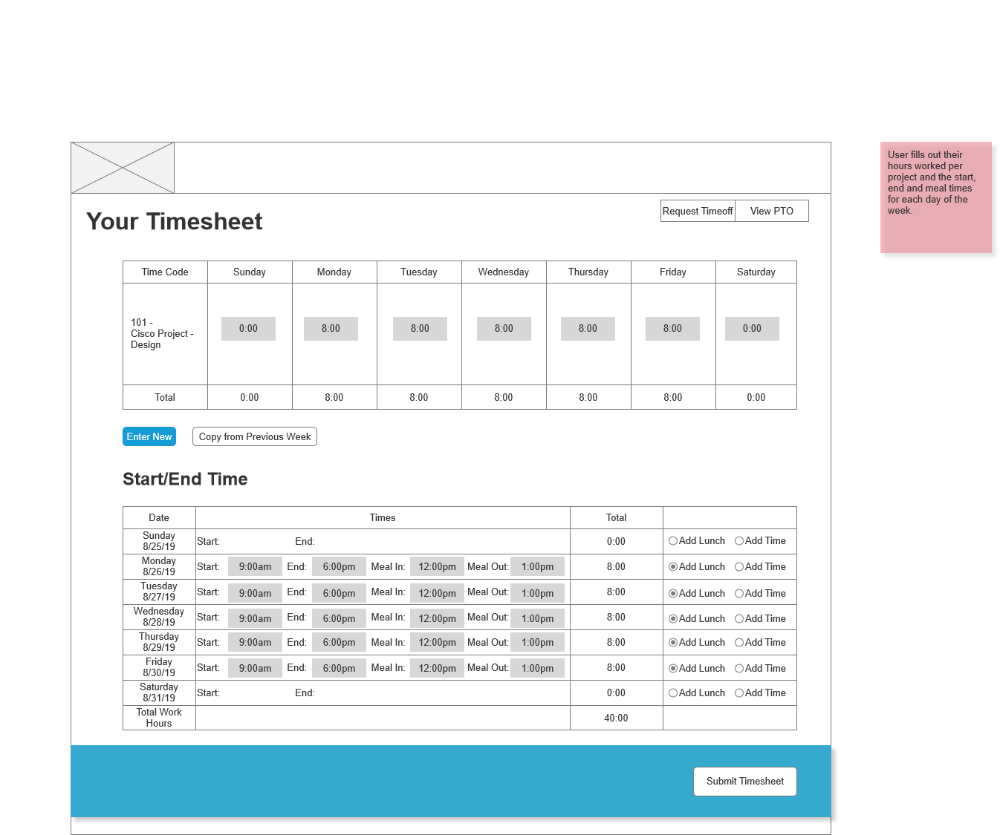 User fills out their
hours worked per
project and the start,
end and meal times
for each day of the
week.
Request Timeoff View PTO
Your Timesheet
Time Code Sunday Monday Tuesday Wednesday Thursday Friday Saturday
101 -
Cisco Project -
Design
0:00 8:00 8:00 8:00 8:00 8:00 0:00
Total 0:00 8:00 8:00 8:00 8:00 8:00 0:00
Enter New Copy from Previous Week
Start/End Time
Date Times Total
Sunday
8/25/19
Start: End: 0:00 Add Lunch Add Time
Monday
8/26/19
Start: 9:00am End: 6:00pm Meal In: 12:00pm Meal Out: 1:00pm 8:00 Add Lunch Add Time
Tuesday
8/27/19
Start: 9:00am End: 6:00pm Meal In: 12:00pm Meal Out: 1:00pm 8:00 Add Lunch Add Time
Wednesday
8/28/19
Start: 9:00am End: 6:00pm Meal In: 12:00pm Meal Out: 1:00pm 8:00 Add Lunch Add Time
Thursday
8/29/19
Start: 9:00am End: 6:00pm Meal In: 12:00pm Meal Out: 1:00pm 8:00 Add Lunch Add Time
Friday
8/30/19
Start: 9:00am End: 6:00pm Meal In: 12:00pm Meal Out: 1:00pm 8:00 Add Lunch Add Time
Saturday
8/31/19
Start: End: 0:00 Add Lunch Add Time
Total Work
Hours
40:00
Submit Timesheet